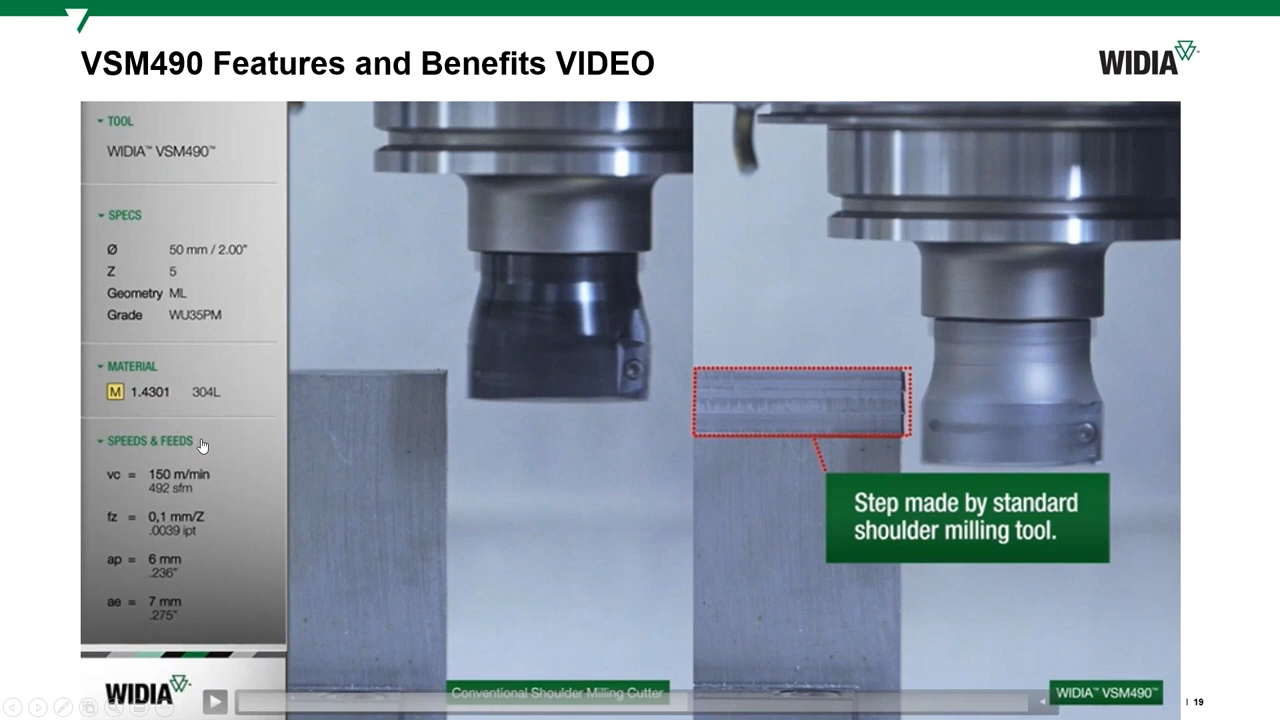 VSM490 Features and Benefits VIDEO
WIDIA™
TOOL
WIDIA™ VSM490™
SPECS
Ø 50 mm / 2.00"
Z 5
Geometry ML
Grade WU35PM
MATERIAL
M 1.4301 304L
SPEEDS & FEEDS
vc = 150 m/min
492 sfm
fz = 0,1 mm/Z
.0039 ipt
ap = 6 mm
.236"
ae = 7 mm
.275"
Step made by standard
shoulder milling tool.
WIDIA™
Conventional Shoulder Milling Cutter
WIDIA™ VSM490™
19